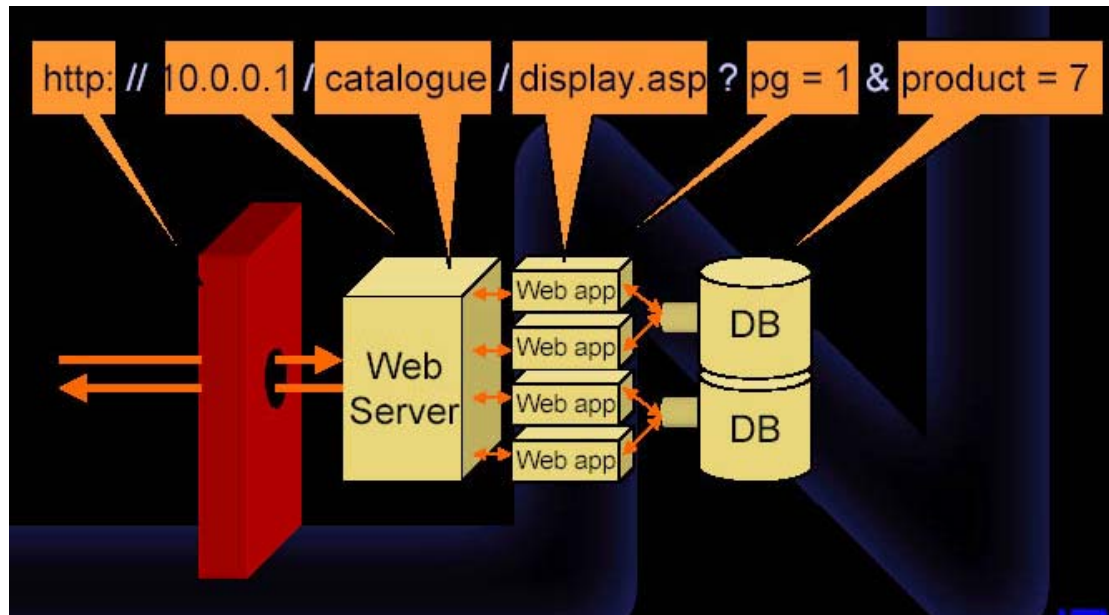 http: // 10.0.0.1 / catalogue / display.asp ? pg = 1 & product = 7
Web app
Web app
Web app
Web app
Web
Server
DB
DB